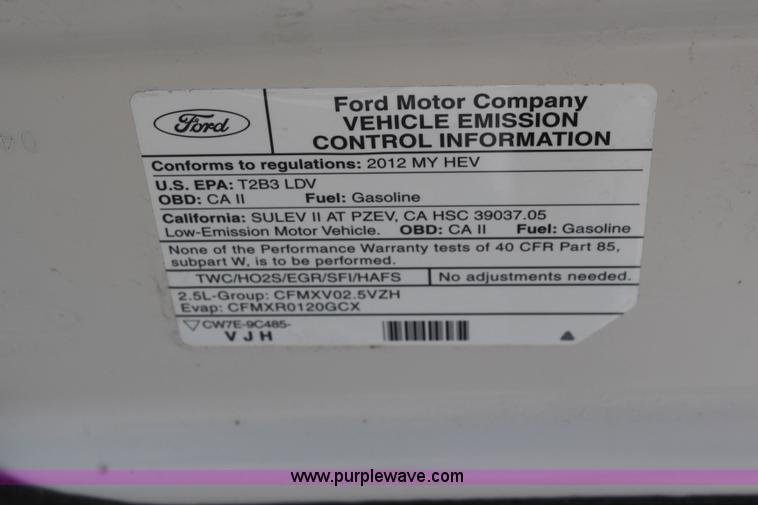 Ford
Ford Motor Company
VEHICLE EMISSION
CONTROL INFORMATION
Conforms to regulations: 2012 MY HEV
U.S. EPA: T2B3 LDV
OBD: CA II Fuel: Gasoline
California: SULEV II AT PZEV, CA HSC 39037.05
Low-Emission Motor Vehicle. OBD: CA II Fuel: Gasoline
None of the Performance Warranty tests of 40 CFR Part 85,
subpart W, is to be performed.
TWC/HO2S/EGR/SFI/HAFS No adjustments needed.
2.5L-Group: CFMXV02.5VZH
Evap: CFMXR0120GCX
CW7E-9C485-
V J H
www.purplewave.com